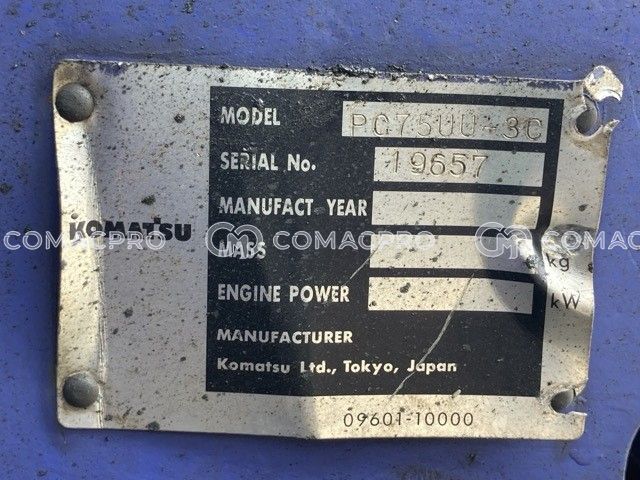 MODEL PC75UU-3C
SERIAL No. 19657
MANUFACT YEAR
KOMATSU
COMACPRO COMACPRO COMACPRO
MASS kg
ENGINE POWER kW
MANUFACTURER
Komatsu Ltd., Tokyo, Japan
09601-10000